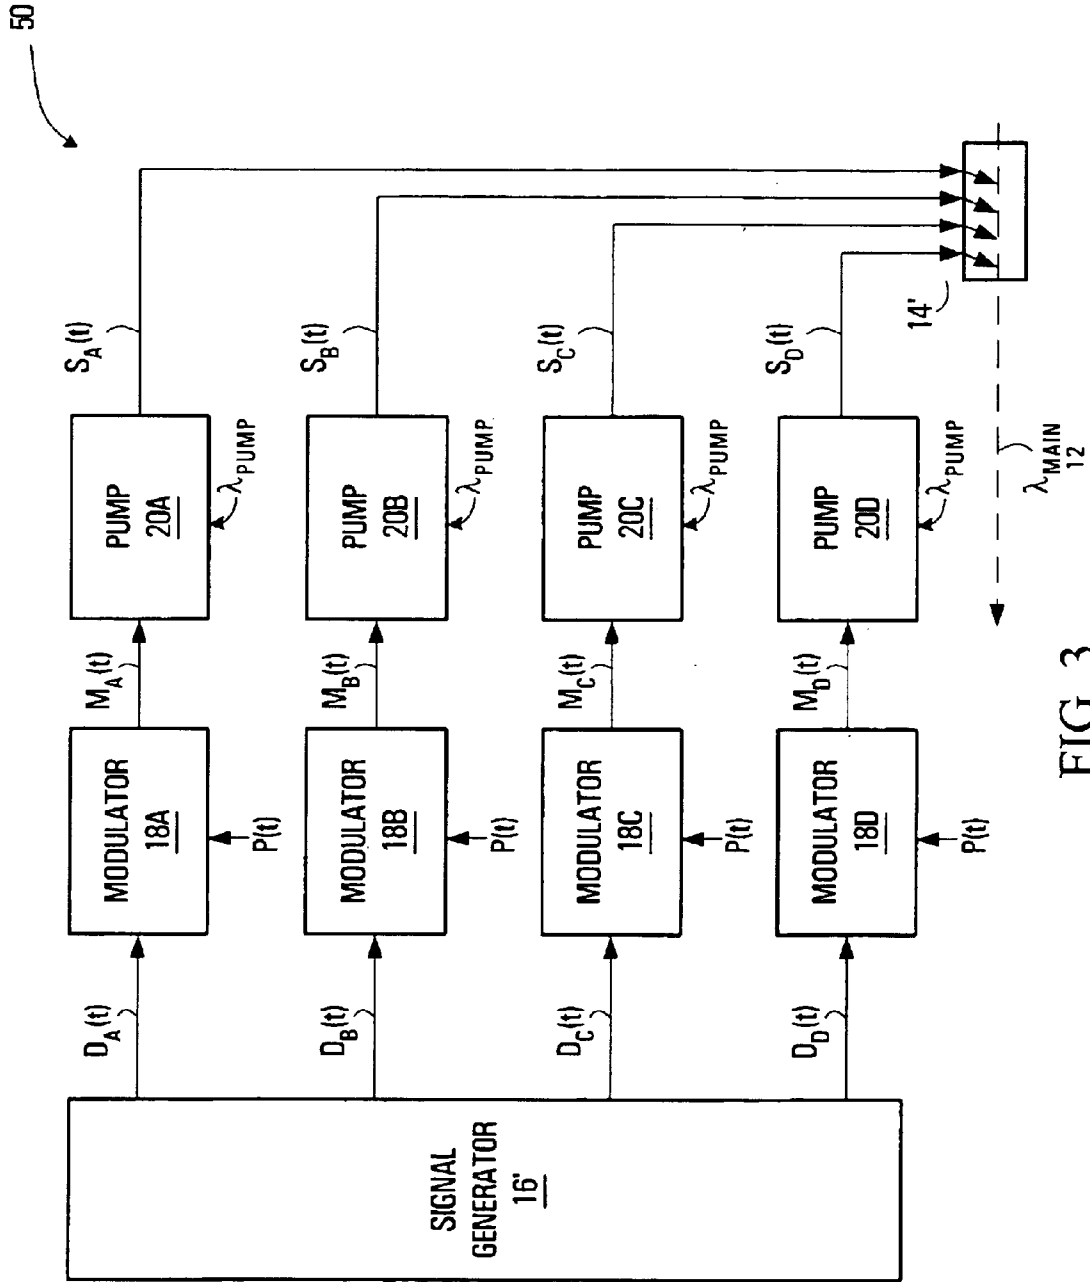 50
SIGNAL
GENERATOR
16'
D_A(t)
MODULATOR
18A
P(t)
M_A(t)
PUMP
20A
λ_PUMP
S_A(t)
D_B(t)
MODULATOR
18B
P(t)
M_B(t)
PUMP
20B
λ_PUMP
S_B(t)
D_C(t)
MODULATOR
18C
P(t)
M_C(t)
PUMP
20C
λ_PUMP
S_C(t)
D_D(t)
MODULATOR
18D
P(t)
M_D(t)
PUMP
20D
λ_PUMP
S_D(t)
14'
λ_MAIN
12
FIG. 3